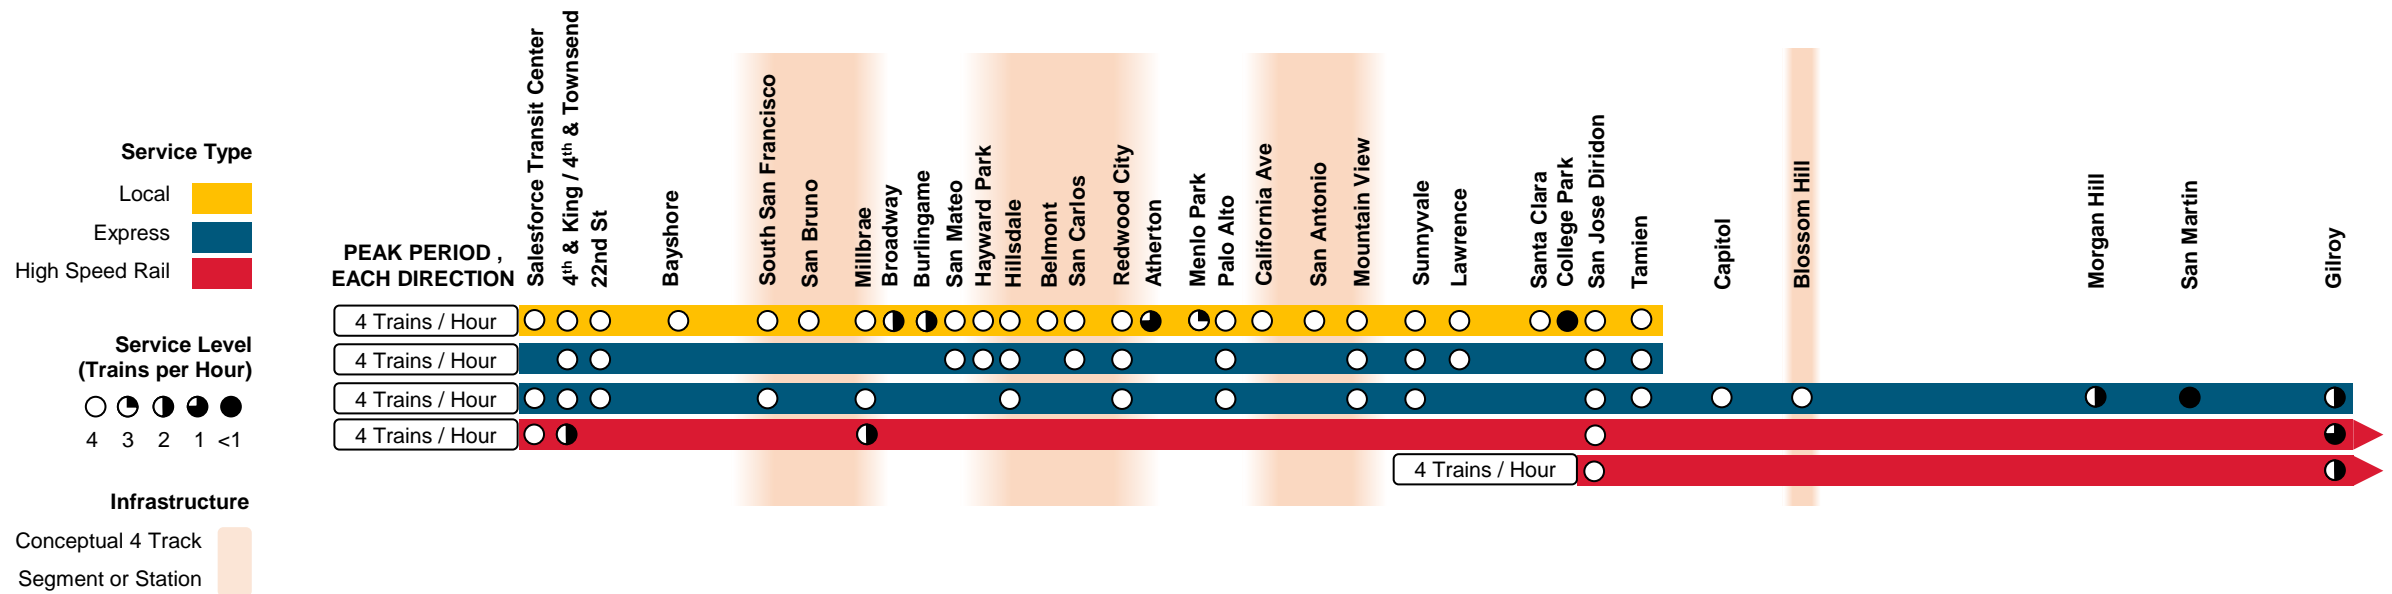 Service Type
Local
Express
High Speed Rail
Service Level
(Trains per Hour)
4 3 2 1 <1
Infrastructure
Conceptual 4 Track
Segment or Station
PEAK PERIOD ,
EACH DIRECTION
Salesforce Transit Center
4th & King / 4th & Townsend
22nd St
Bayshore
South San Francisco
San Bruno
Millbrae
Broadway
Burlingame
San Mateo
Hayward Park
Hillsdale
Belmont
San Carlos
Redwood City
Atherton
Menlo Park
Palo Alto
California Ave
San Antonio
Mountain View
Sunnyvale
Lawrence
Santa Clara
College Park
San Jose Diridon
Tamien
Capitol
Blossom Hill
Morgan Hill
San Martin
Gilroy
4 Trains / Hour
4 Trains / Hour
4 Trains / Hour
4 Trains / Hour
4 Trains / Hour